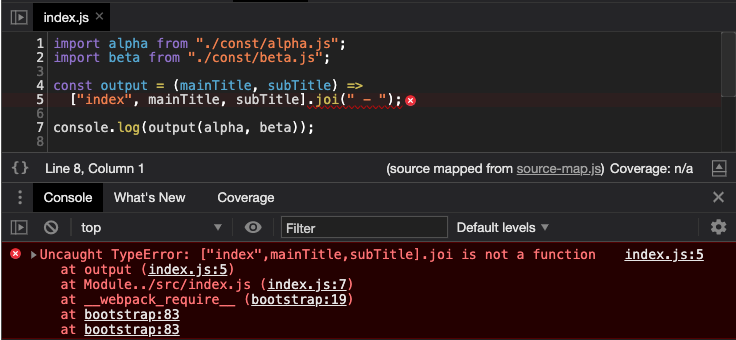 index.js ×
1 import alpha from "./const/alpha.js";
2 import beta from "./const/beta.js";
3
4 const output = (mainTitle, subTitle) =>
5 ["index", mainTitle, subTitle].joi(" - ");
6
7 console.log(output(alpha, beta));
8
{} Line 8, Column 1 (source mapped from source-map.js) Coverage: n/a
Console What's New Coverage ×
top Filter Default levels
Uncaught TypeError: ["index",mainTitle,subTitle].joi is not a function index.js:5
at output (index.js:5)
at Module../src/index.js (index.js:7)
at __webpack_require__ (bootstrap:19)
at bootstrap:83
at bootstrap:83